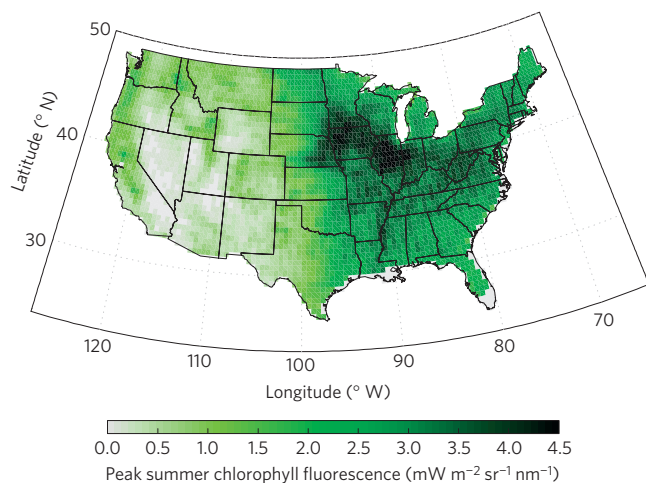 50
40
30
Latitude (° N)
120
110
100
90
80
70
Longitude (° W)
0.0 0.5 1.0 1.5 2.0 2.5 3.0 3.5 4.0 4.5
Peak summer chlorophyll fluorescence (mW m⁻² sr⁻¹ nm⁻¹)